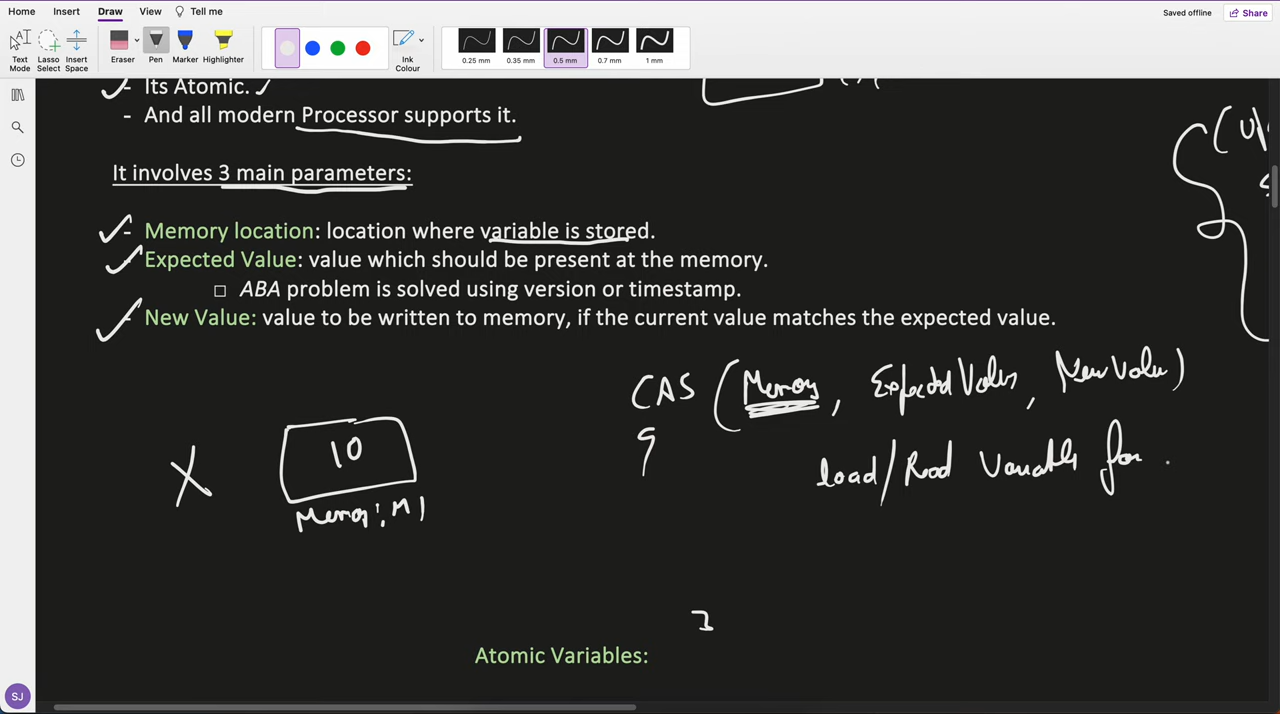 Home Insert Draw View Tell me
Saved offline Share
Text Mode Lasso Select Insert Space Eraser Pen Marker Highlighter Ink Colour 0.25 mm 0.35 mm 0.5 mm 0.7 mm 1 mm
- Its Atomic.
- And all modern Processor supports it.
It involves 3 main parameters:
- Memory location: location where variable is stored.
- Expected Value: value which should be present at the memory.
ABA problem is solved using version or timestamp.
- New Value: value to be written to memory, if the current value matches the expected value.
CAS (Memory, Expected Value, New Value)
X 10
load/Read Variable from
Memory: M1
Atomic Variables:
SJ